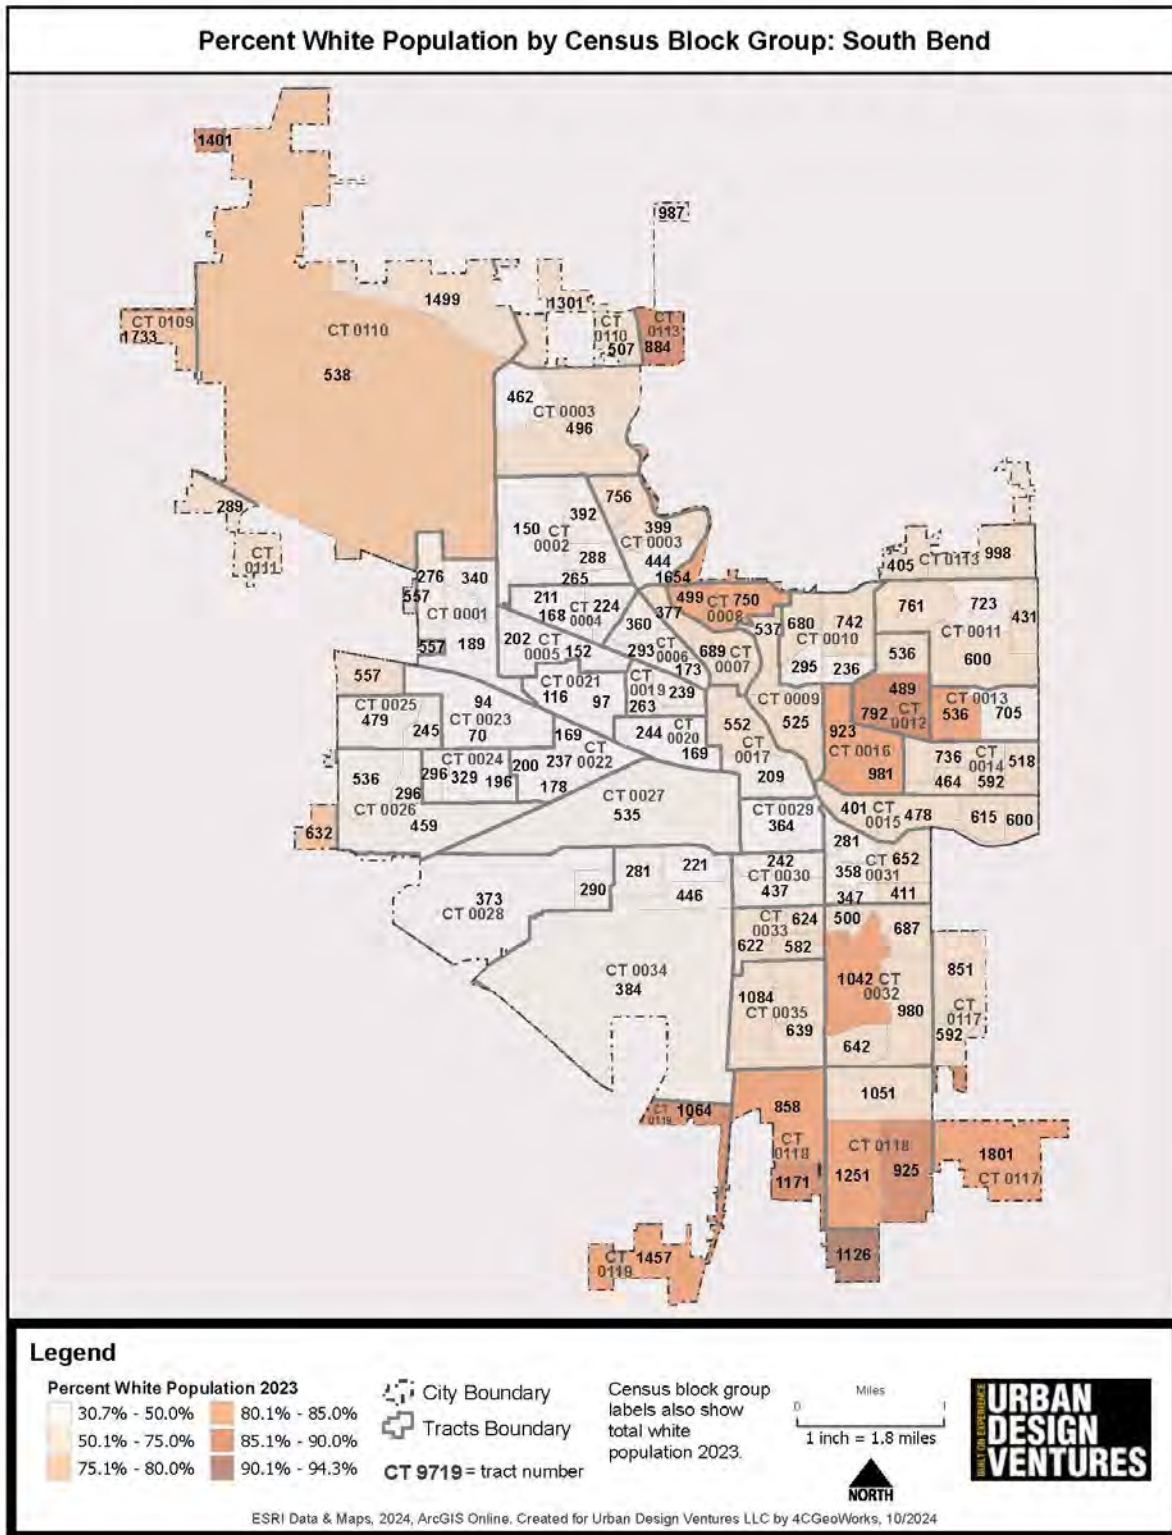 Percent White Population by Census Block Group: South Bend
1401
987
1499
1301
CT 0109
1733
CT 0110
CT
0110
507
CT
0113
884
538
462
CT 0003
496
289
CT
0111
756
392
150
CT
0002
399
CT 0003
288
444
265
1654
405
CT 0113
998
276
340
557
CT 0001
211
168
CT
0004
224
377
499
CT
0008
750
537
680
742
CT 0010
761
723
431
CT 0011
360
202
CT
0005
152
293
CT
0006
173
689
CT
0007
295
236
536
600
557
189
557
CT 0021
116
97
CT
0019
263
239
CT 0009
525
489
792
CT
0012
CT 0013
536
705
94
CT 0025
479
245
CT 0023
70
169
244
CT
0020
169
552
CT
0017
209
923
CT 0016
981
736
CT
0014
518
464
592
CT 0024
296
329
196
200
237
CT
0022
178
536
296
CT 0026
459
632
CT 0027
535
CT0029
364
401
CT
0015
478
615
600
281
CT
0031
652
358
347
411
221
281
446
242
CT 0030
437
373
CT 0028
290
CT
0033
624
622
582
500
687
CT 0034
384
1084
CT 0035
639
1042
CT
0032
980
642
851
CT
0117
592
1051
1064
858
CT
0118
1171
CT 0118
1251
925
1801
CT 0117
CT
0119
1457
1126
Legend
Percent White Population 2023
30.7% - 50.0%
50.1% - 75.0%
75.1% - 80.0%
80.1% - 85.0%
85.1% - 90.0%
90.1% - 94.3%
City Boundary
Tracts Boundary
CT 9719 = tract number
Census block group
labels also show
total white
population 2023.
Miles
0 1
1 inch = 1.8 miles
NORTH
BUILT ON EXPERIENCE
URBAN
DESIGN
VENTURES
ESRI Data & Maps, 2024, ArcGIS Online. Created for Urban Design Ventures LLC by 4CGeoWorks, 10/2024